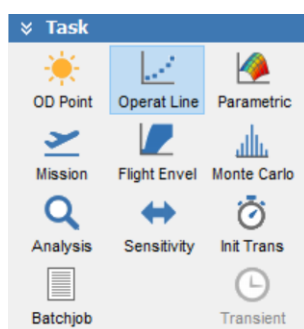 Task
OD Point Operat Line Parametric
Mission Flight Envel Monte Carlo
Analysis Sensitivity Init Trans
Batchjob Transient